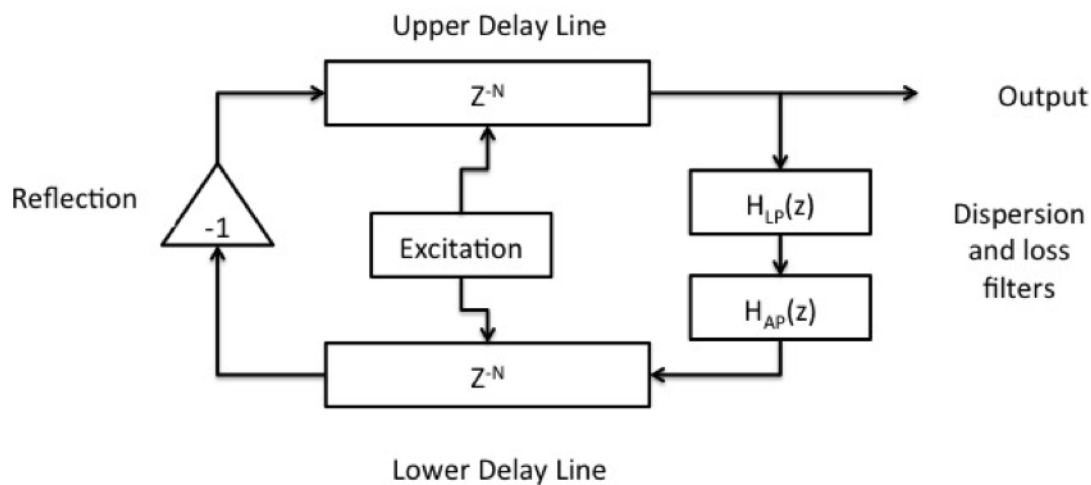 Upper Delay Line
Z⁻ᴺ
Output
Reflection
-1
Excitation
H_LP(z)
Dispersion
and loss
filters
H_AP(z)
Z⁻ᴺ
Lower Delay Line